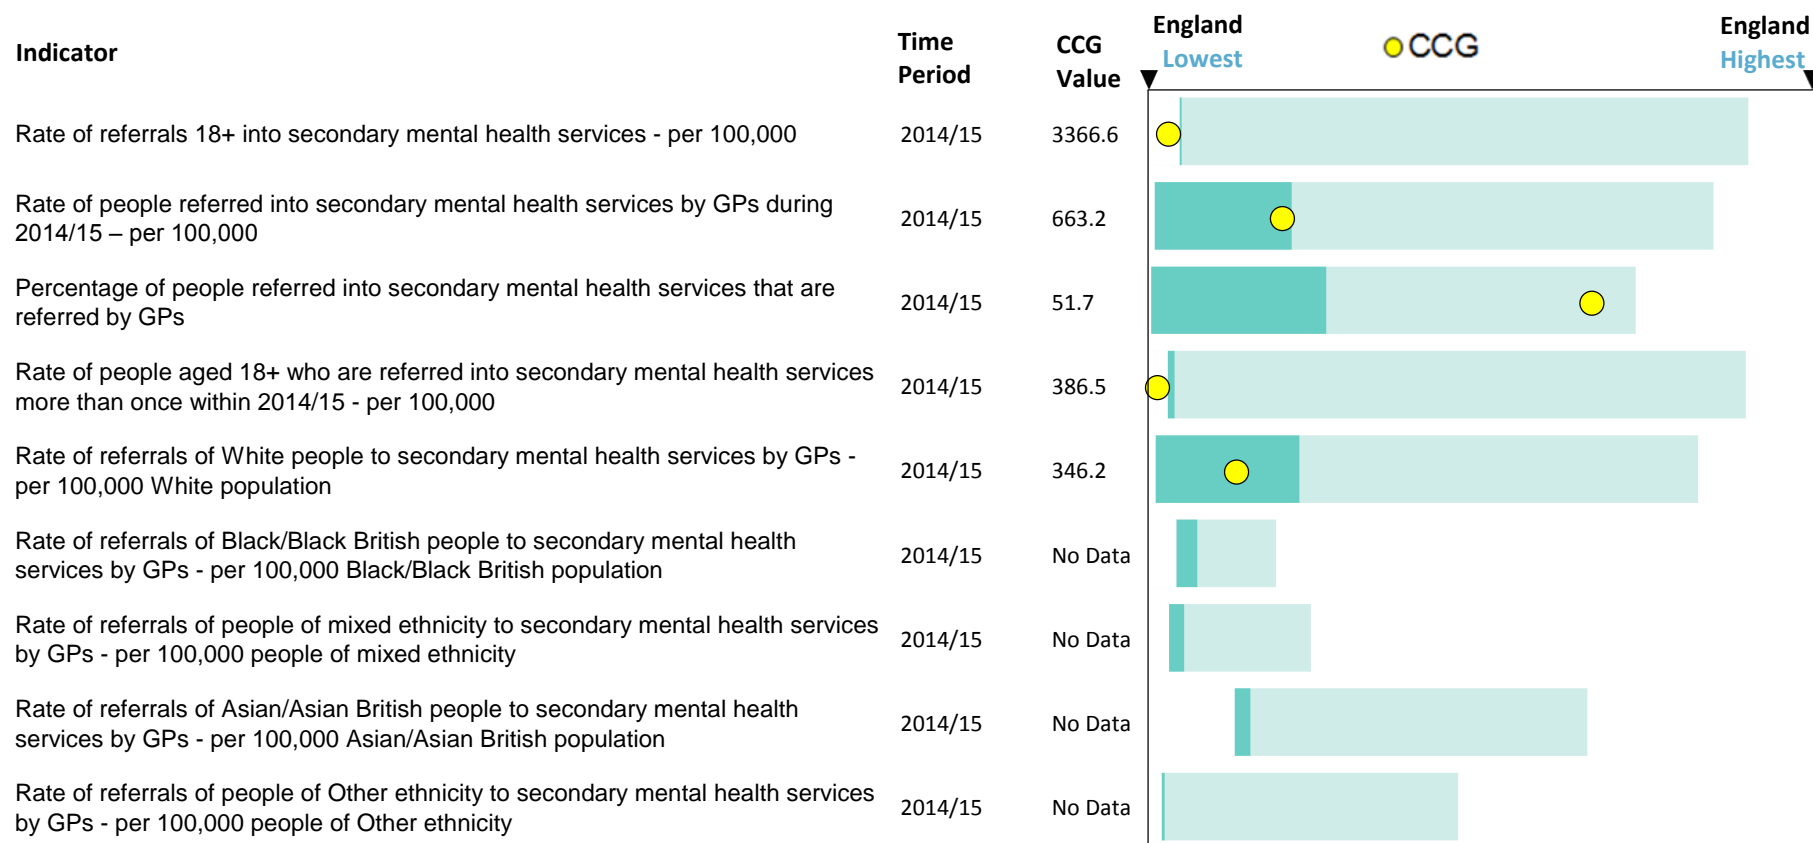 Indicator
Time Period
CCG Value
England Lowest
CCG
England Highest
Rate of referrals 18+ into secondary mental health services - per 100,000
2014/15
3366.6
Rate of people referred into secondary mental health services by GPs during
2014/15 – per 100,000
2014/15
663.2
Percentage of people referred into secondary mental health services that are
referred by GPs
2014/15
51.7
Rate of people aged 18+ who are referred into secondary mental health services
more than once within 2014/15 - per 100,000
2014/15
386.5
Rate of referrals of White people to secondary mental health services by GPs -
per 100,000 White population
2014/15
346.2
Rate of referrals of Black/Black British people to secondary mental health
services by GPs - per 100,000 Black/Black British population
2014/15
No Data
Rate of referrals of people of mixed ethnicity to secondary mental health services
by GPs - per 100,000 people of mixed ethnicity
2014/15
No Data
Rate of referrals of Asian/Asian British people to secondary mental health
services by GPs - per 100,000 Asian/Asian British population
2014/15
No Data
Rate of referrals of people of Other ethnicity to secondary mental health services
by GPs - per 100,000 people of Other ethnicity
2014/15
No Data